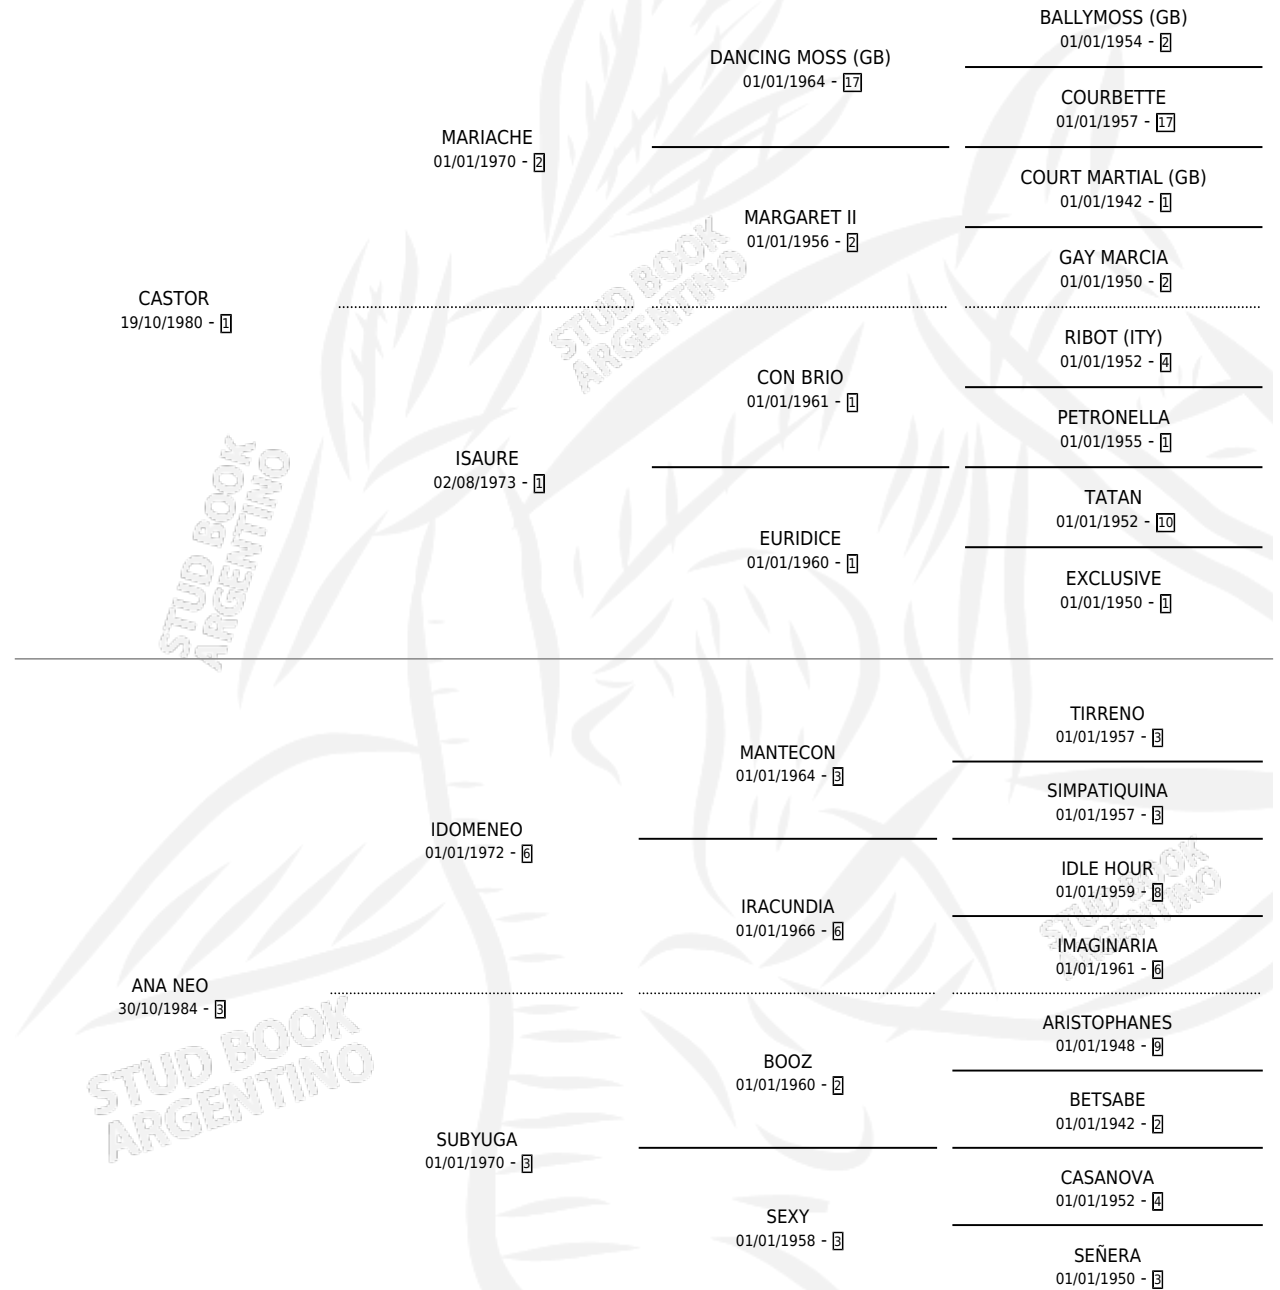 BALLYMOSS (GB)
01/01/1954 - 2
DANCING MOSS (GB)
01/01/1964 - 17
COURBETTE
01/01/1957 - 17
MARIACHE
01/01/1970 - 2
COURT MARTIAL (GB)
01/01/1942 - 1
MARGARET II
01/01/1956 - 2
GAY MARCIA
01/01/1950 - 2
CASTOR
19/10/1980 - 1
RIBOT (ITY)
01/01/1952 - 4
CON BRIO
01/01/1961 - 1
PETRONELLA
01/01/1955 - 1
ISAURE
02/08/1973 - 1
TATAN
01/01/1952 - 10
EURIDICE
01/01/1960 - 1
EXCLUSIVE
01/01/1950 - 1
STUD BOOK
ARGENTINO
STUD BOOK
ARGENTINO
TIRRENO
01/01/1957 - 3
MANTECON
01/01/1964 - 3
SIMPATIQUINA
01/01/1957 - 3
IDOMENEO
01/01/1972 - 6
IDLE HOUR
01/01/1959 - 8
IRACUNDIA
01/01/1966 - 6
IMAGINARIA
01/01/1961 - 6
STUD BOOK
ARGENTINO
ANA NEO
30/10/1984 - 3
ARISTOPHANES
01/01/1948 - 9
BOOZ
01/01/1960 - 2
BETSABE
01/01/1942 - 2
STUD BOOK
ARGENTINO
SUBYUGA
01/01/1970 - 3
CASANOVA
01/01/1952 - 4
SEXY
01/01/1958 - 3
SEÑERA
01/01/1950 - 3